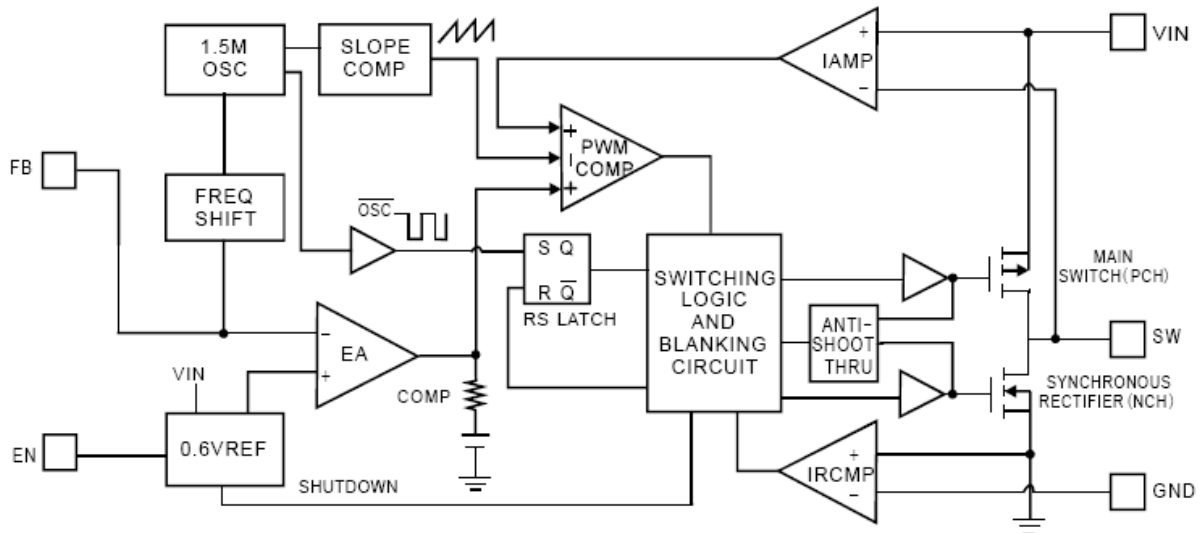 1.5M
OSC
SLOPE
COMP
+
IAMP
−
VIN
FB
FREQ
SHIFT
+
−
+
PWM
COMP
OSC
S Q
R Q
RS LATCH
SWITCHING
LOGIC
AND
BLANKING
CIRCUIT
ANTI-
SHOOT
THRU
MAIN
SWITCH(PCH)
SW
SYNCHRONOUS
RECTIFIER(NCH)
−
EA
+
COMP
VIN
0.6VREF
EN
SHUTDOWN
+
IRCMP
−
GND